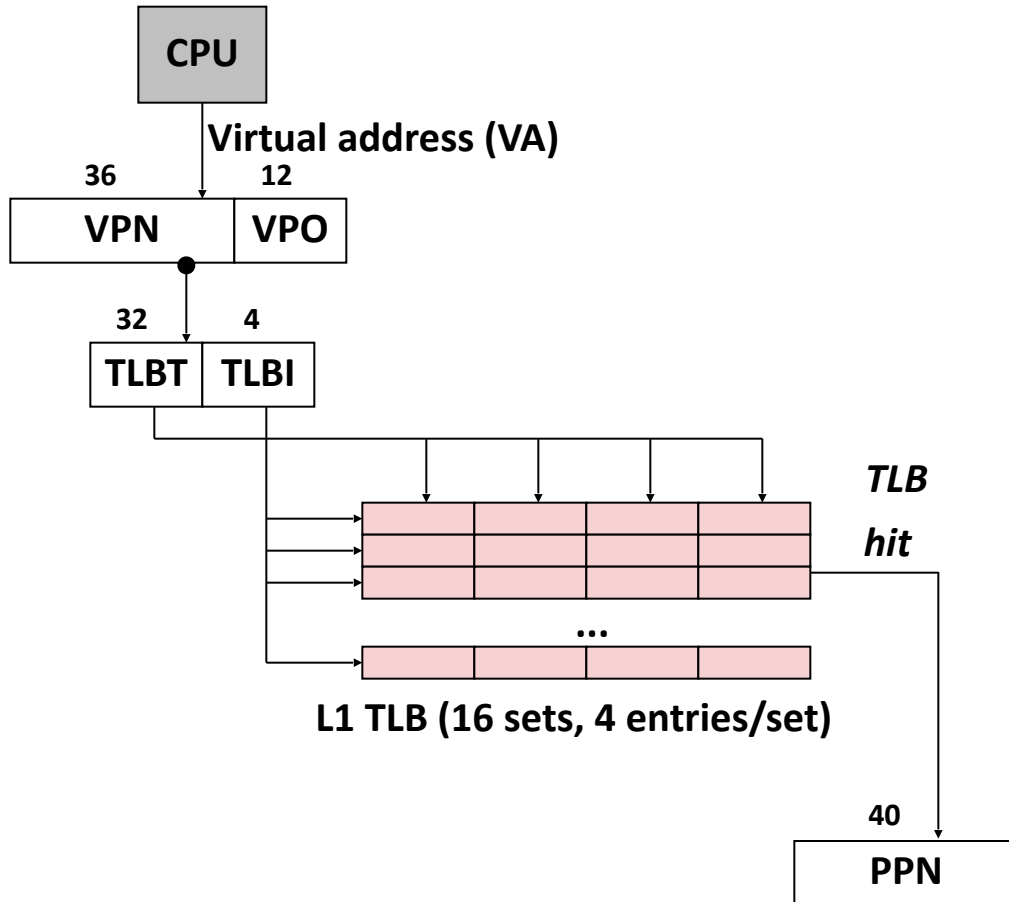 CPU
Virtual address (VA)
36 12
VPN VPO
32 4
TLBT TLBI
TLB
hit
...
L1 TLB (16 sets, 4 entries/set)
40
PPN